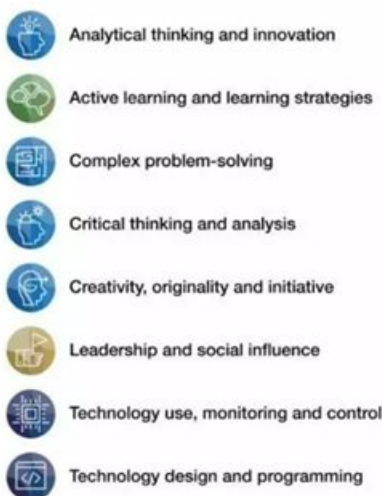 Analytical thinking and innovation
Active learning and learning strategies
Complex problem-solving
Critical thinking and analysis
Creativity, originality and initiative
Leadership and social influence
Technology use, monitoring and control
Technology design and programming